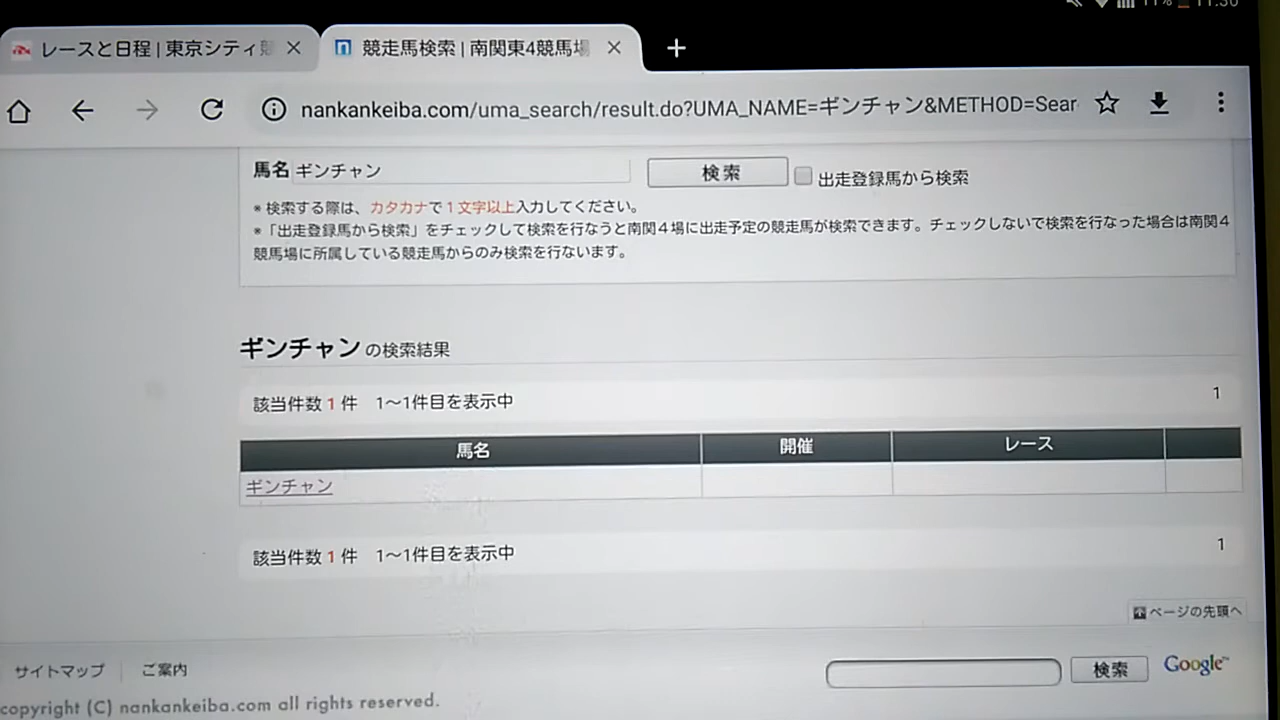 11% 11:30
レースと日程 | 東京シティ競
競走馬検索 | 南関東4競馬場
nankankeiba.com/uma_search/result.do?UMA_NAME=ギンチャン&METHOD=Sear
馬名 ギンチャン 検索 出走登録馬から検索
※ 検索する際は、カタカナで１文字以上入力してください。
※「出走登録馬から検索」をチェックして検索を行なうと南関４場に出走予定の競走馬が検索できます。チェックしないで検索を行なった場合は南関４
競馬場に所属している競走馬からのみ検索を行ないます。
ギンチャン の検索結果
該当件数 1 件 1～1件目を表示中 1
馬名 開催 レース
ギンチャン
該当件数 1 件 1～1件目を表示中 1
ページの先頭へ
サイトマップ ご案内 検索 Google™
copyright (C) nankankeiba.com all rights reserved.